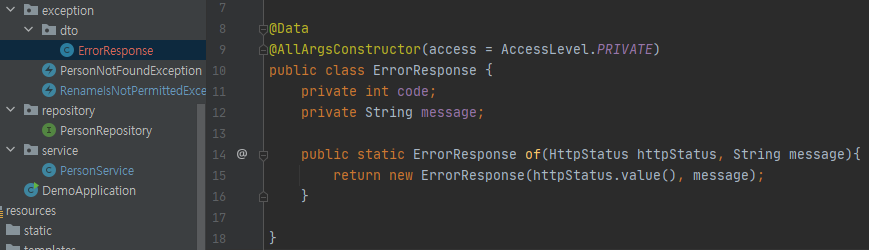 exception
dto
ErrorResponse
PersonNotFoundException
RenameIsNotPermittedExce
repository
PersonRepository
service
PersonService
DemoApplication
resources
static
templates
7
8 @Data
9 @AllArgsConstructor(access = AccessLevel.PRIVATE)
10 public class ErrorResponse {
11 private int code;
12 private String message;
13
14 @ public static ErrorResponse of(HttpStatus httpStatus, String message){
15 return new ErrorResponse(httpStatus.value(), message);
16 }
17
18 }